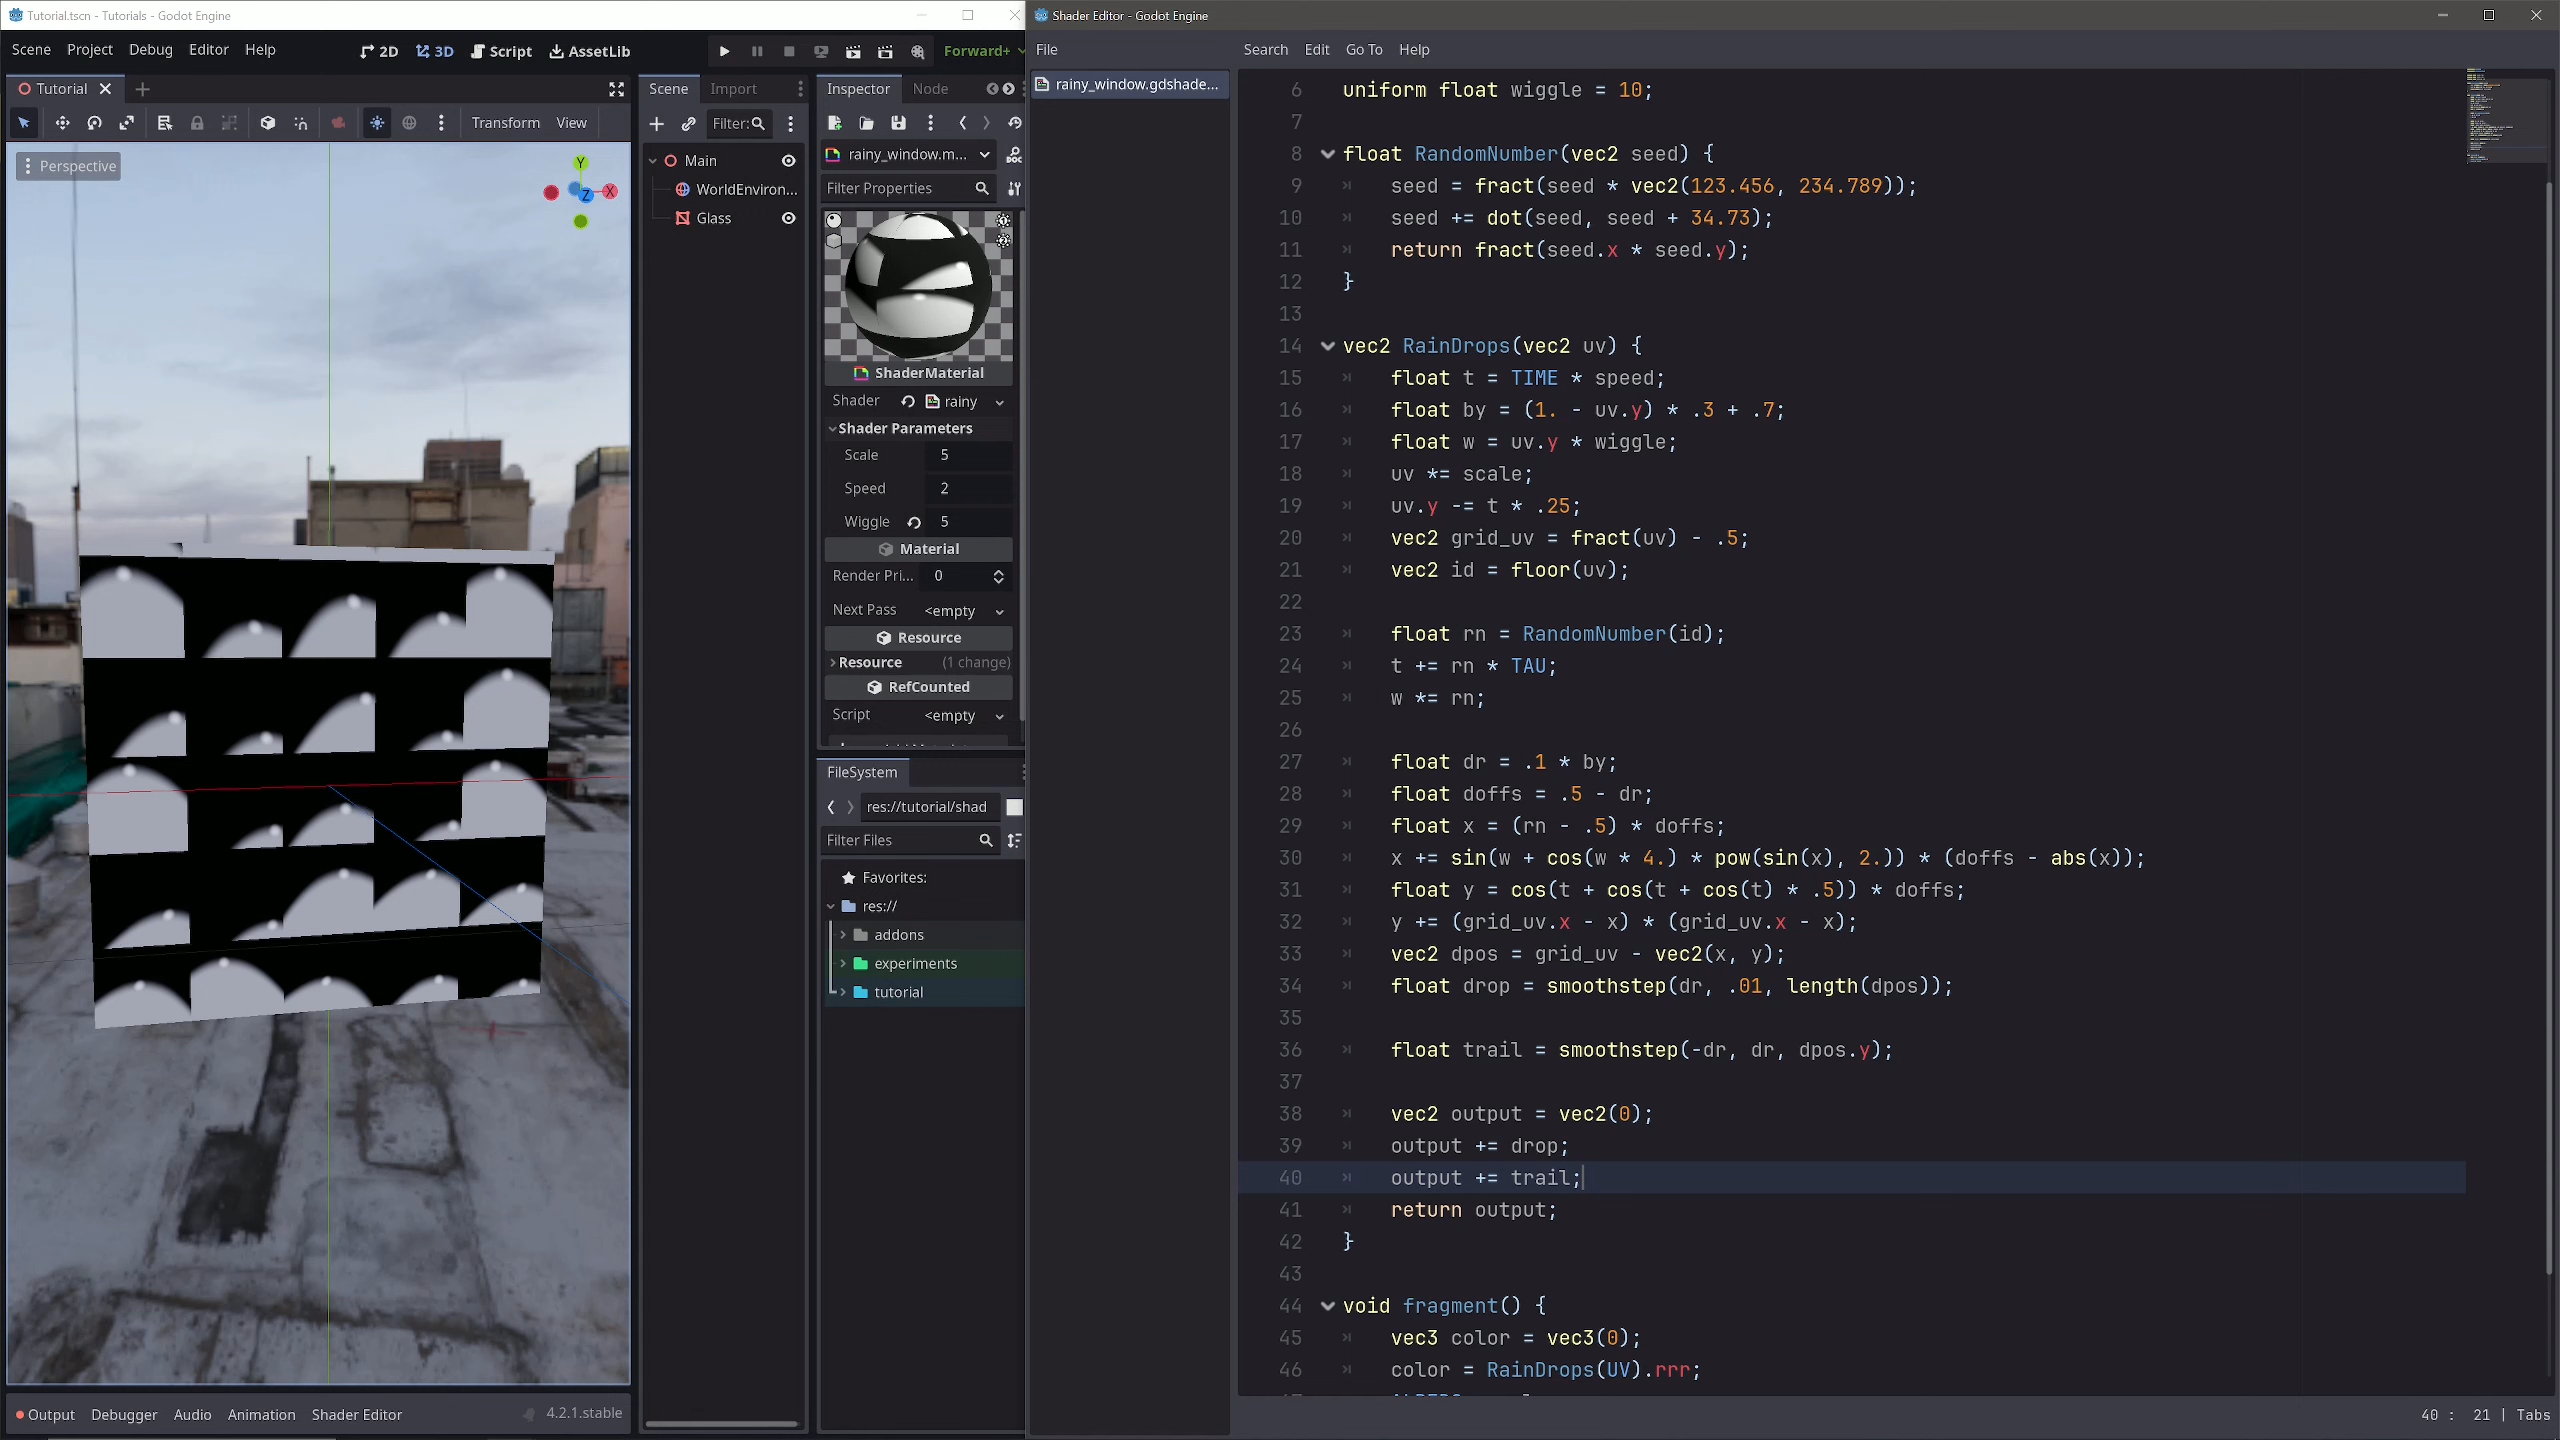 Tutorial.tscn - Tutorials - Godot Engine
Scene Project Debug Editor Help
2D 3D Script AssetLib
Forward+
Tutorial
Transform View
Perspective
Y
X
Z
Scene Import
Filter:
Main
WorldEnviron...
Glass
Inspector Node
rainy_window.m...
DOC
Filter Properties
ShaderMaterial
Shader rainy
Shader Parameters
Scale 5
Speed 2
Wiggle 5
Material
Render Pri... 0
Next Pass <empty
Resource
Resource (1 change)
RefCounted
Script <empty
FileSystem
res://tutorial/shad
Filter Files
Favorites:
res://
addons
experiments
tutorial
Output Debugger Audio Animation Shader Editor
4.2.1.stable
Shader Editor - Godot Engine
File
Search Edit Go To Help
rainy_window.gdshade...
6 uniform float wiggle = 10;
7
8 float RandomNumber(vec2 seed) {
9 seed = fract(seed * vec2(123.456, 234.789));
10 seed += dot(seed, seed + 34.73);
11 return fract(seed.x * seed.y);
12 }
13
14 vec2 RainDrops(vec2 uv) {
15 float t = TIME * speed;
16 float by = (1. - uv.y) * .3 + .7;
17 float w = uv.y * wiggle;
18 uv *= scale;
19 uv.y -= t * .25;
20 vec2 grid_uv = fract(uv) - .5;
21 vec2 id = floor(uv);
22
23 float rn = RandomNumber(id);
24 t += rn * TAU;
25 w *= rn;
26
27 float dr = .1 * by;
28 float doffs = .5 - dr;
29 float x = (rn - .5) * doffs;
30 x += sin(w + cos(w * 4.) * pow(sin(x), 2.)) * (doffs - abs(x));
31 float y = cos(t + cos(t + cos(t) * .5)) * doffs;
32 y += (grid_uv.x - x) * (grid_uv.x - x);
33 vec2 dpos = grid_uv - vec2(x, y);
34 float drop = smoothstep(dr, .01, length(dpos));
35
36 float trail = smoothstep(-dr, dr, dpos.y);
37
38 vec2 output = vec2(0);
39 output += drop;
40 output += trail;
41 return output;
42 }
43
44 void fragment() {
45 vec3 color = vec3(0);
46 color = RainDrops(UV).rrr;
40 : 21 | Tabs